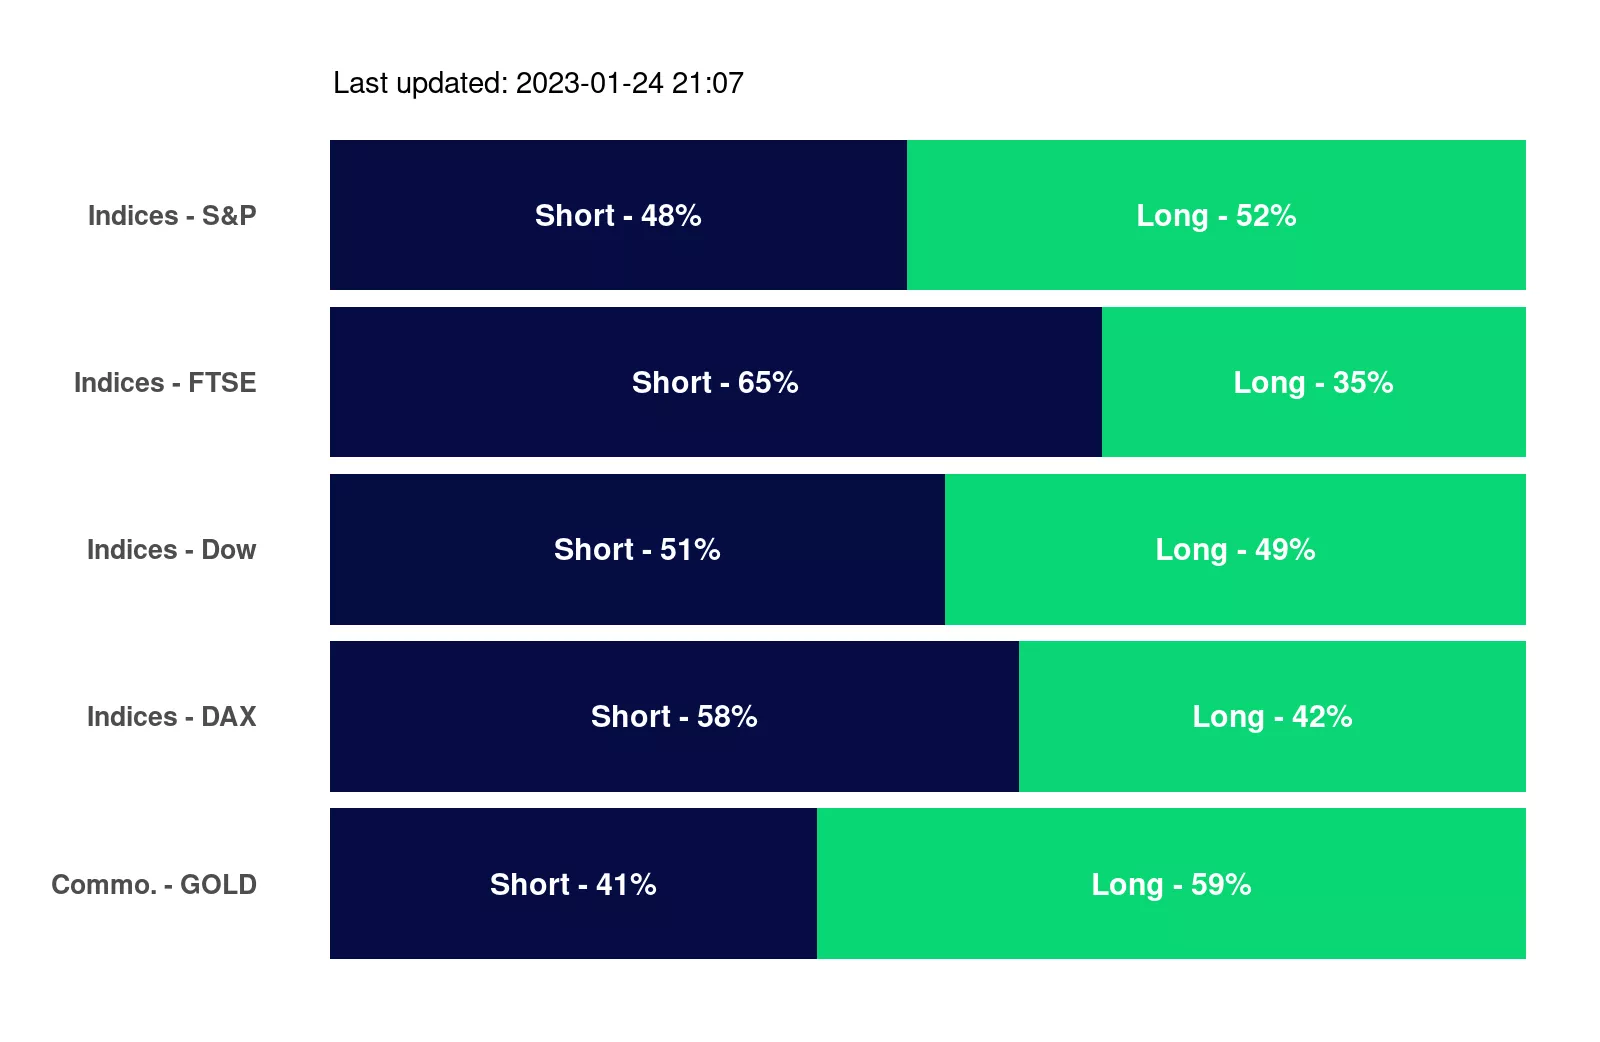 Last updated: 2023-01-24 21:07
Indices - S&P Short - 48% Long - 52%
Indices - FTSE Short - 65% Long - 35%
Indices - Dow Short - 51% Long - 49%
Indices - DAX Short - 58% Long - 42%
Commo. - GOLD Short - 41% Long - 59%